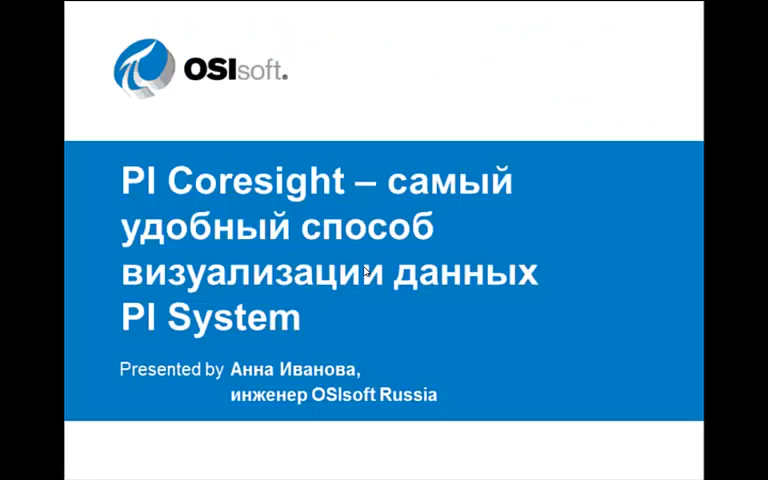 OSIsoft.
PI Coresight – самый
удобный способ
визуализации данных
PI System
Presented by Анна Иванова,
инженер OSIsoft Russia